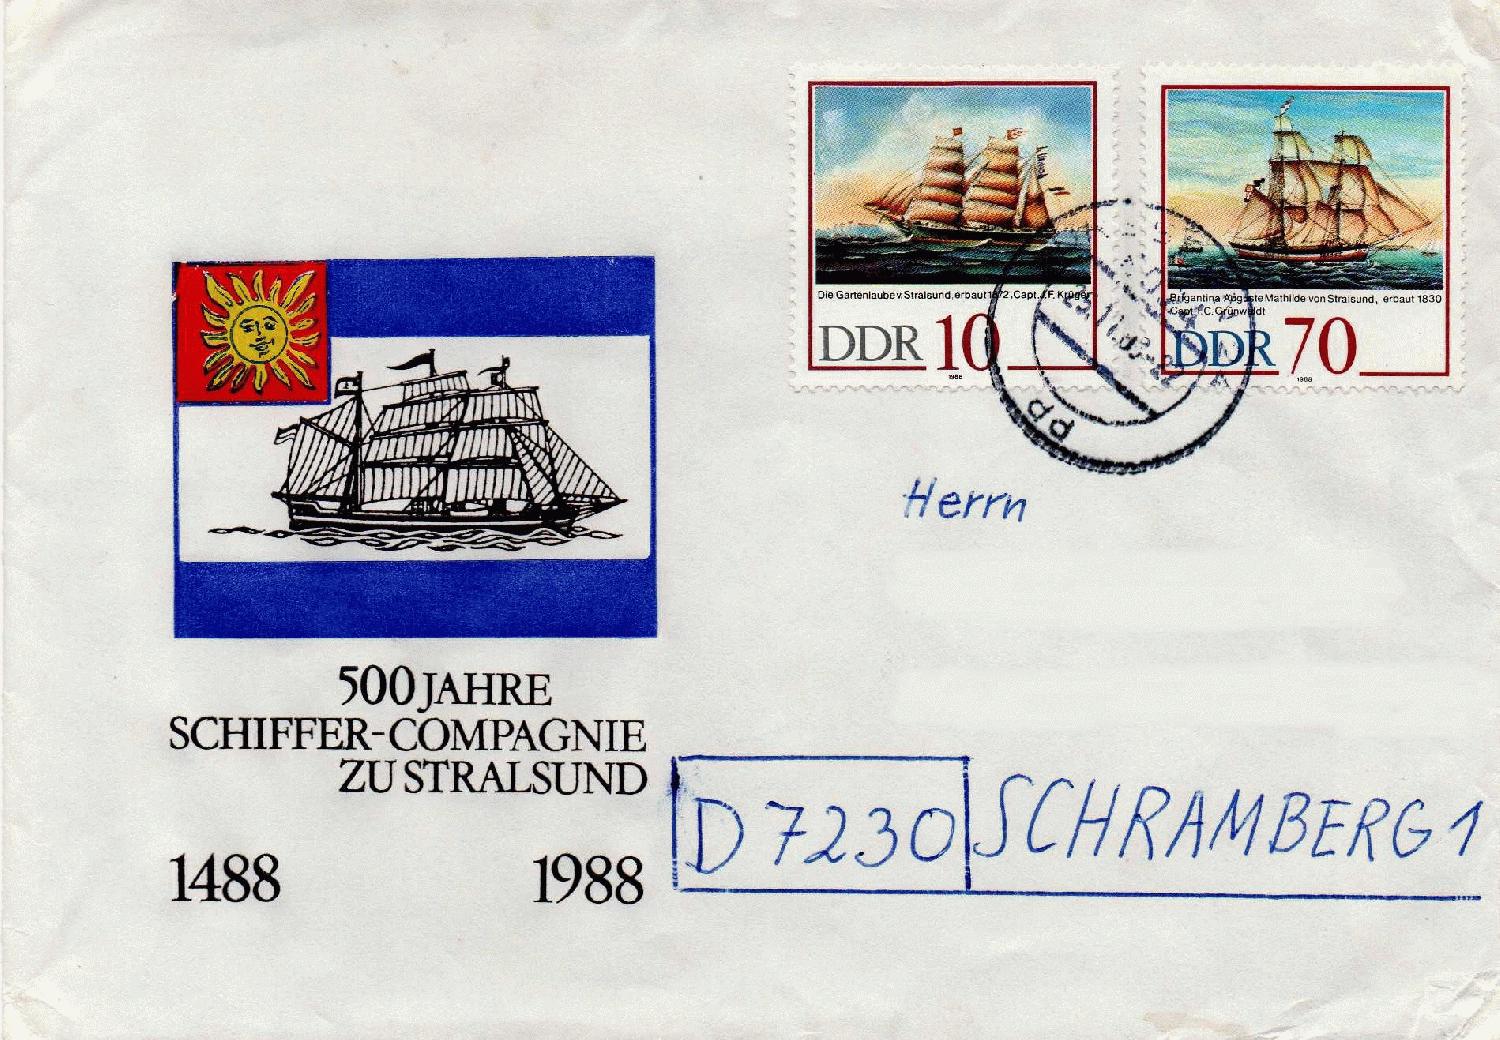 Die Gartenlaube v. Stralsund, erbaut 1872, Capt. J.F. Krüger
DDR 10
1988
Brigantina Auguste Mathilde von Stralsund, erbaut 1830
Capt. I.C. Grünwaldt
DDR 70
1988
pp
Herrn
500 JAHRE
SCHIFFER-COMPAGNIE
ZU STRALSUND
1488 1988
D 7230 SCHRAMBERG 1